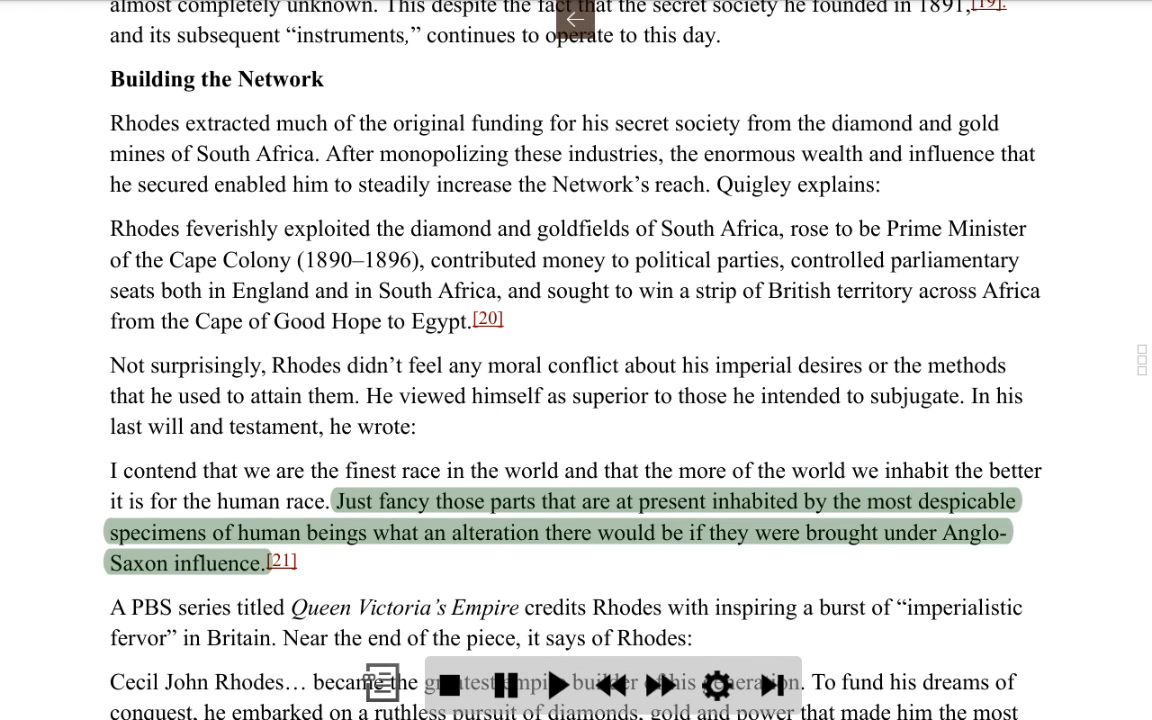 almost completely unknown. This despite the fact that the secret society he founded in 1891,[19].
and its subsequent “instruments,” continues to operate to this day.
Building the Network
Rhodes extracted much of the original funding for his secret society from the diamond and gold
mines of South Africa. After monopolizing these industries, the enormous wealth and influence that
he secured enabled him to steadily increase the Network’s reach. Quigley explains:
Rhodes feverishly exploited the diamond and goldfields of South Africa, rose to be Prime Minister
of the Cape Colony (1890–1896), contributed money to political parties, controlled parliamentary
seats both in England and in South Africa, and sought to win a strip of British territory across Africa
from the Cape of Good Hope to Egypt.[20]
Not surprisingly, Rhodes didn’t feel any moral conflict about his imperial desires or the methods
that he used to attain them. He viewed himself as superior to those he intended to subjugate. In his
last will and testament, he wrote:
I contend that we are the finest race in the world and that the more of the world we inhabit the better
it is for the human race. Just fancy those parts that are at present inhabited by the most despicable
specimens of human beings what an alteration there would be if they were brought under Anglo-
Saxon influence.[21]
A PBS series titled Queen Victoria’s Empire credits Rhodes with inspiring a burst of “imperialistic
fervor” in Britain. Near the end of the piece, it says of Rhodes:
Cecil John Rhodes… became the greatest empire builder of his generation. To fund his dreams of
conquest, he embarked on a ruthless pursuit of diamonds, gold and power that made him the most